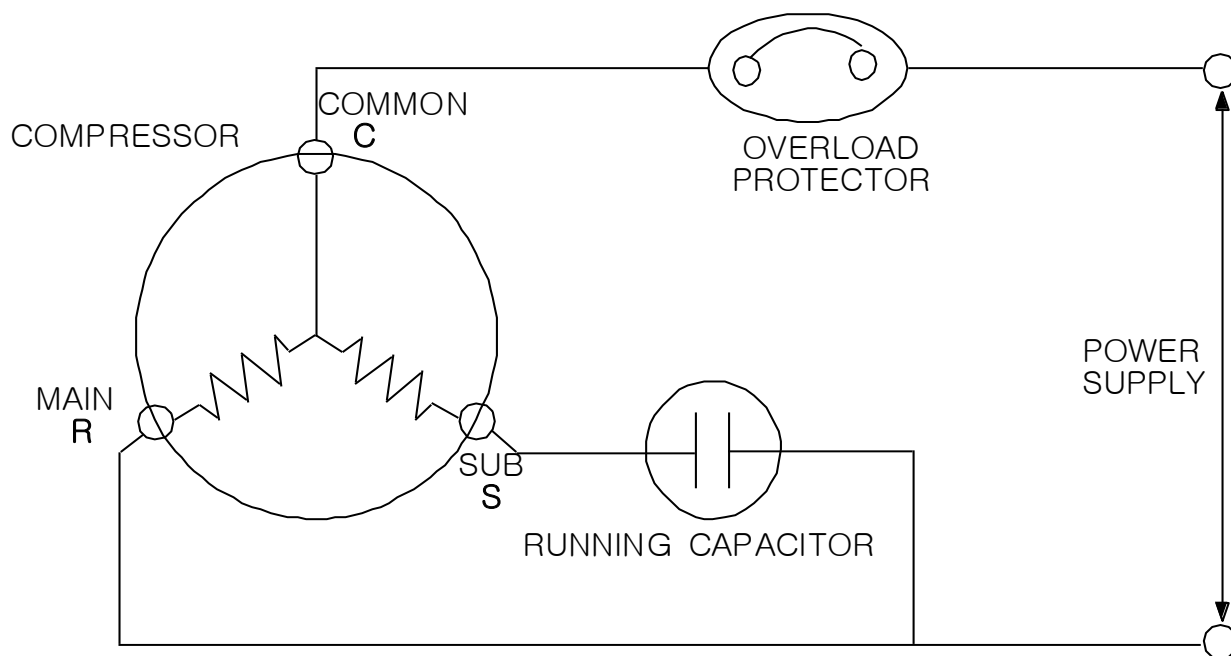 COMMON
C
COMPRESSOR
OVERLOAD
PROTECTOR
POWER
SUPPLY
MAIN
R
SUB
S
RUNNING CAPACITOR